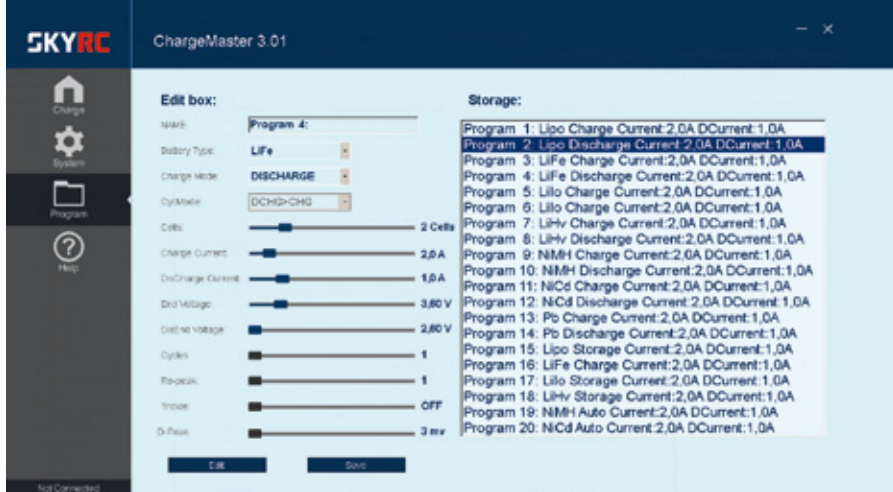 SKYRC
ChargeMaster 3.01
Charge
System
Program
Help
Not Connected
Edit box:
NAME: Program 4:
Battery Type: LiFe
Charge Mode: DISCHARGE
CycMode: DCHG>CHG
Cells: 2 Cells
Charge Current: 2,0 A
DisCharge Current: 1,0 A
End Voltage: 3,60 V
DisEnd Voltage: 2,60 V
Cycles: 1
Re-peak: 1
Trickle: OFF
D-Peak: 3 mv
Edit
Save
Storage:
Program 1: Lipo Charge Current:2,0A DCurrent:1,0A
Program 2: Lipo Discharge Current:2,0A DCurrent:1,0A
Program 3: LiFe Charge Current:2,0A DCurrent:1,0A
Program 4: LiFe Discharge Current:2,0A DCurrent:1,0A
Program 5: LiIo Charge Current:2,0A DCurrent:1,0A
Program 6: LiIo Discharge Current:2,0A DCurrent:1,0A
Program 7: LiHv Charge Current:2,0A DCurrent:1,0A
Program 8: LiHv Discharge Current:2,0A DCurrent:1,0A
Program 9: NiMH Charge Current:2,0A DCurrent:1,0A
Program 10: NiMH Discharge Current:2,0A DCurrent:1,0A
Program 11: NiCd Charge Current:2,0A DCurrent:1,0A
Program 12: NiCd Discharge Current:2,0A DCurrent:1,0A
Program 13: Pb Charge Current:2,0A DCurrent:1,0A
Program 14: Pb Discharge Current:2,0A DCurrent:1,0A
Program 15: Lipo Storage Current:2,0A DCurrent:1,0A
Program 16: LiFe Charge Current:2,0A DCurrent:1,0A
Program 17: LiIo Storage Current:2,0A DCurrent:1,0A
Program 18: LiHv Storage Current:2,0A DCurrent:1,0A
Program 19: NiMH Auto Current:2,0A DCurrent:1,0A
Program 20: NiCd Auto Current:2,0A DCurrent:1,0A